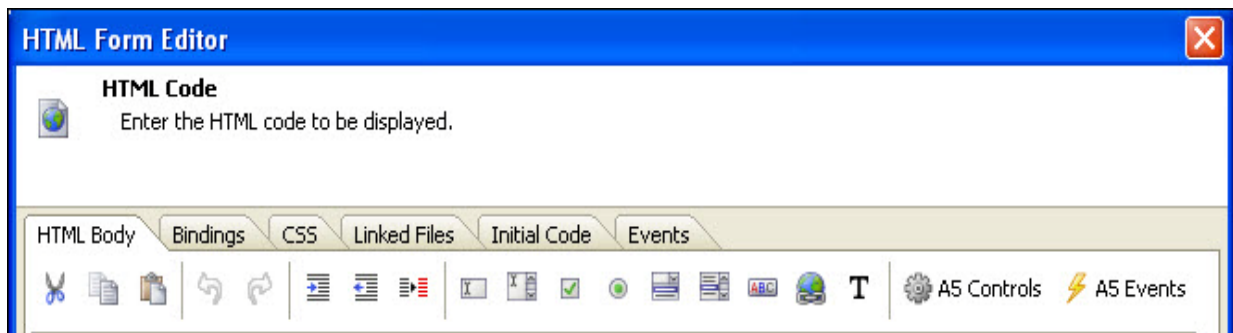 HTML Form Editor
HTML Code
Enter the HTML code to be displayed.
HTML Body Bindings CSS Linked Files Initial Code Events
X X ABC T A5 Controls A5 Events